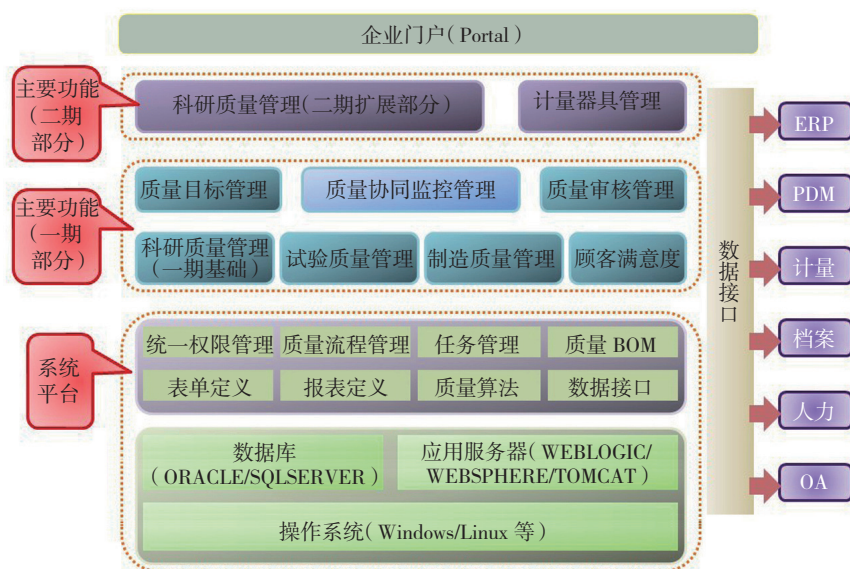 企业门户( Portal )
主要功能
(二期
部分)
科研质量管理(二期扩展部分)
计量器具管理
主要功能
(一期
部分)
质量目标管理
质量协同监控管理
质量审核管理
科研质量管理
(一期基础)
试验质量管理
制造质量管理
顾客满意度
系统
平台
统一权限管理
质量流程管理
任务管理
质量 BOM
表单定义
报表定义
质量算法
数据接口
数据库
( ORACLE/SQLSERVER )
应用服务器( WEBLOGIC/
WEBSPHERE/TOMCAT )
操作系统( Windows/Linux 等)
数据接口
ERP
PDM
计量
档案
人力
OA